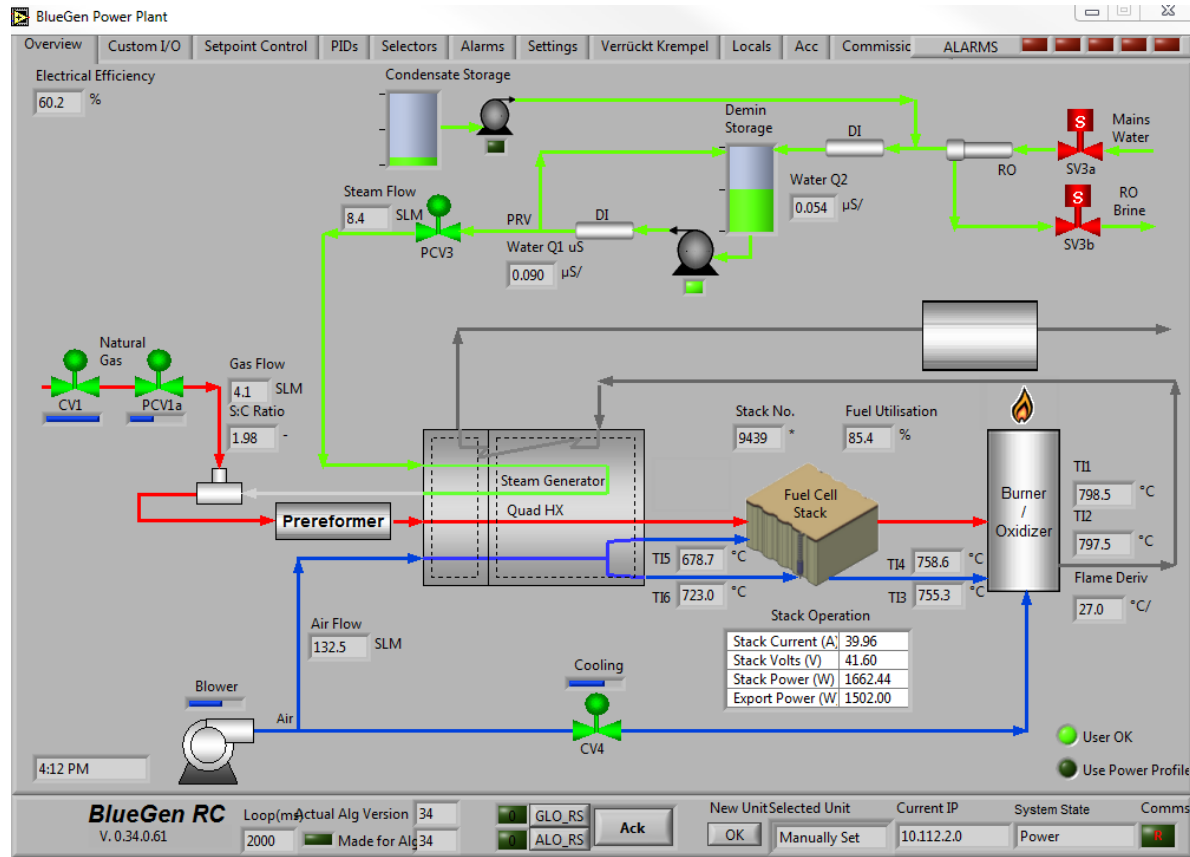 BlueGen Power Plant
Overview Custom I/O Setpoint Control PIDs Selectors Alarms Settings Verrückt Krempel Locals Acc Commissic ALARMS
Electrical Efficiency
60.2 %
Condensate Storage
Demin
Storage
DI
Mains
Water
S
SV3a
RO
RO
Brine
S
SV3b
Water Q2
0.054 µS/
Steam Flow
8.4 SLM
PCV3
PRV
DI
Water Q1 uS
0.090 µS/
Natural
Gas
CV1
PCV1a
Gas Flow
4.1 SLM
S:C Ratio
1.98 -
Prereformer
Steam Generator
Quad HX
Stack No.
9439 *
Fuel Utilisation
85.4 %
Fuel Cell
Stack
Burner
/
Oxidizer
TI1
798.5 °C
TI2
797.5 °C
TI5 678.7 °C
TI6 723.0 °C
TI4 758.6 °C
TI3 755.3 °C
Flame Deriv
27.0 °C/
Stack Operation
Stack Current (A) 39.96
Stack Volts (V) 41.60
Stack Power (W) 1662.44
Export Power (W 1502.00
Air Flow
132.5 SLM
Blower
Air
Cooling
CV4
User OK
Use Power Profile
4:12 PM
BlueGen RC
V. 0.34.0.61
Loop(ms)
2000
Actual Alg Version 34
Made for Alg 34
0 GLO_RS
0 ALO_RS
Ack
New Unit
OK
Selected Unit
Manually Set
Current IP
10.112.2.0
System State
Power
Comms
R